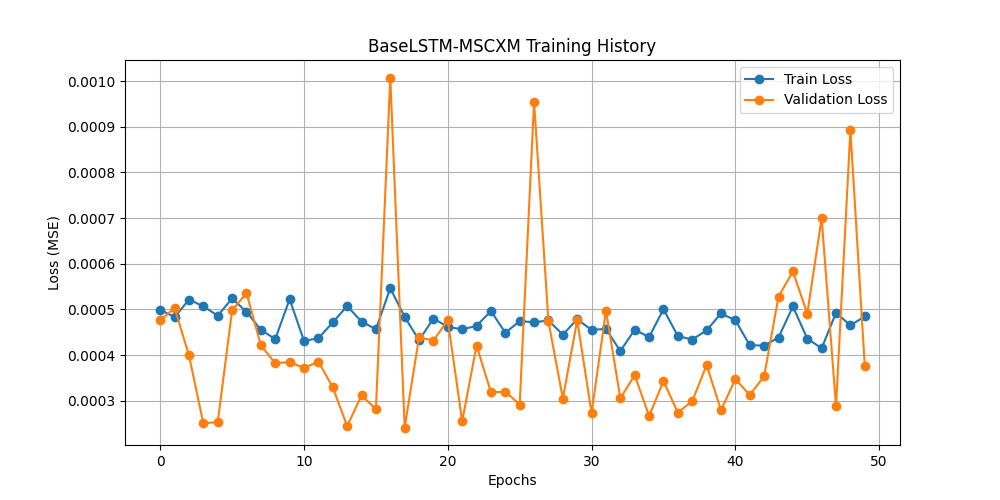 BaseLSTM-MSCXM Training History
Train Loss
Validation Loss
0.0010
0.0009
0.0008
0.0007
0.0006
0.0005
0.0004
0.0003
Loss (MSE)
0 10 20 30 40 50
Epochs